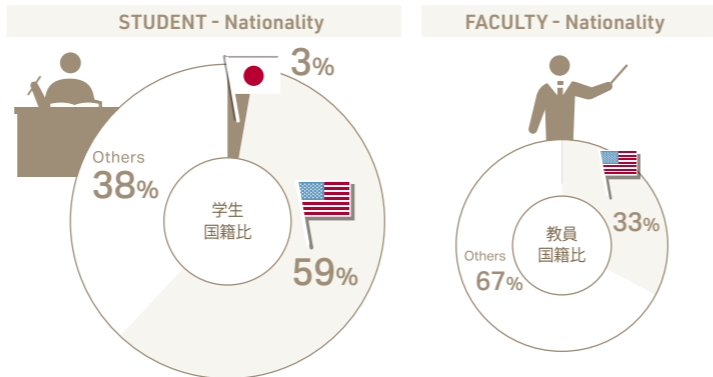 STUDENT - Nationality
3%
Others
38%
学生
国籍比
59%
FACULTY - Nationality
33%
教員
国籍比
Others
67%